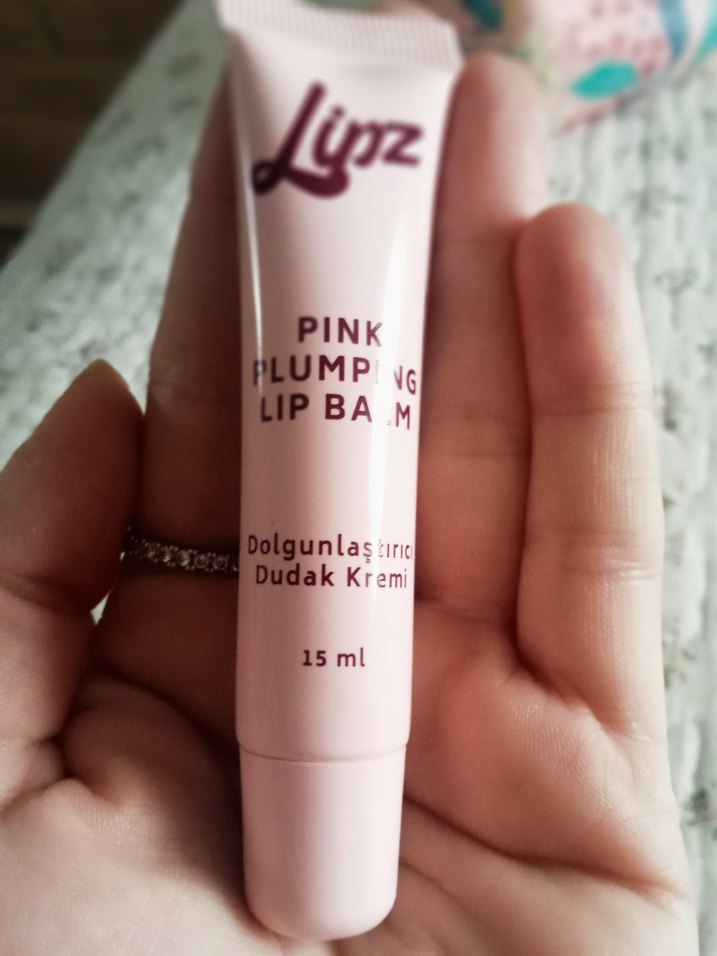 Lipz
PINK
PLUMPING
LIP BALM
Dolgunlaştırıcı
Dudak Kremi
15 ml